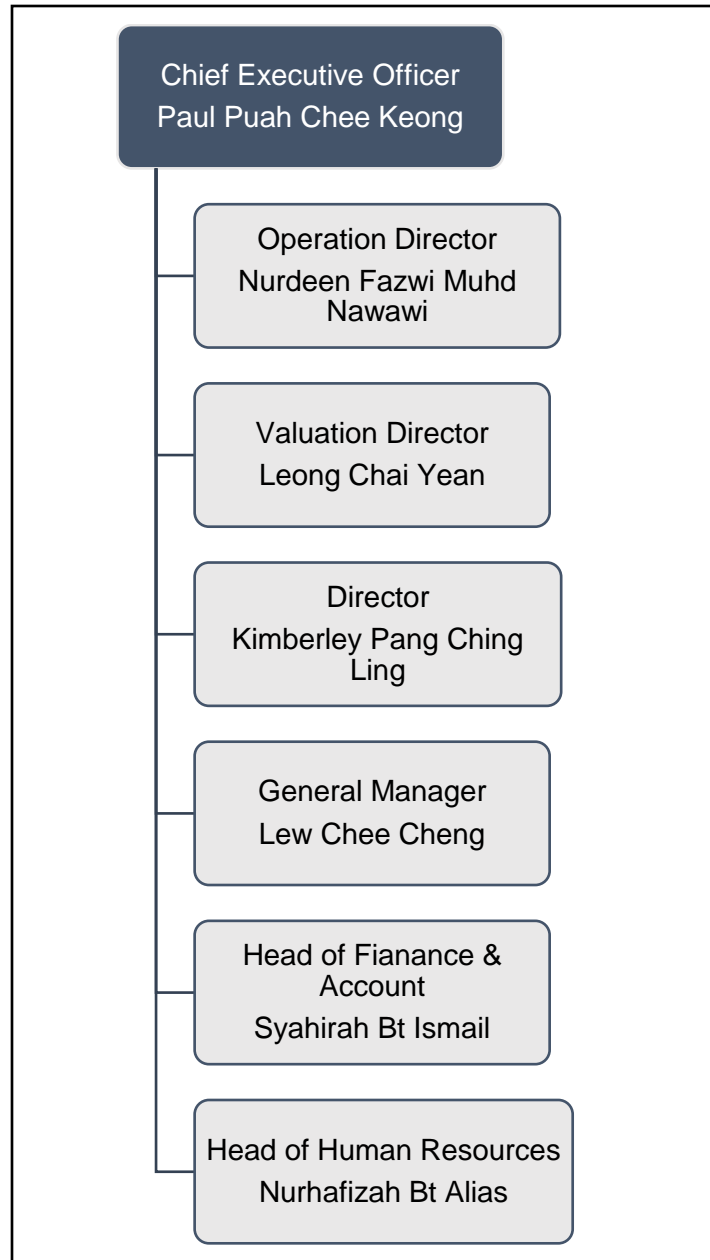 Chief Executive Officer
Paul Puah Chee Keong
Operation Director
Nurdeen Fazwi Muhd
Nawawi
Valuation Director
Leong Chai Yean
Director
Kimberley Pang Ching
Ling
General Manager
Lew Chee Cheng
Head of Fianance &
Account
Syahirah Bt Ismail
Head of Human Resources
Nurhafizah Bt Alias